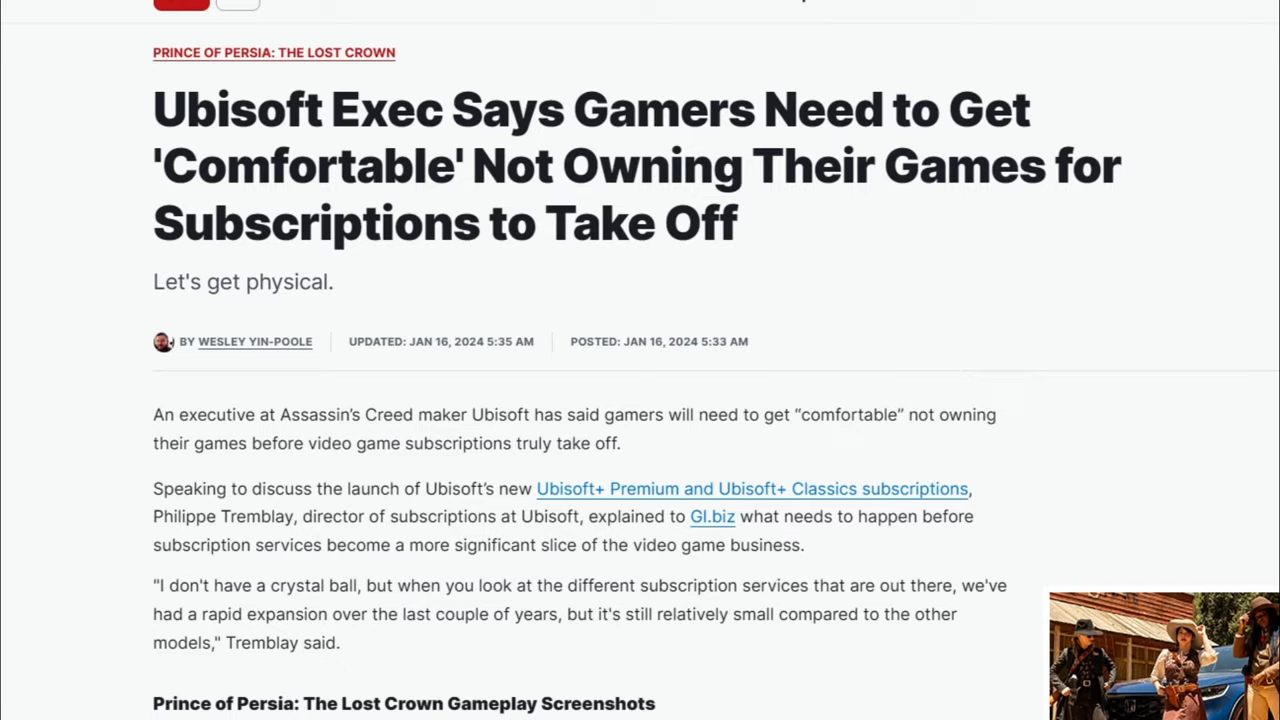 PRINCE OF PERSIA: THE LOST CROWN
Ubisoft Exec Says Gamers Need to Get
'Comfortable' Not Owning Their Games for
Subscriptions to Take Off
Let's get physical.
BY WESLEY YIN-POOLE UPDATED: JAN 16, 2024 5:35 AM POSTED: JAN 16, 2024 5:33 AM
An executive at Assassin’s Creed maker Ubisoft has said gamers will need to get “comfortable” not owning
their games before video game subscriptions truly take off.
Speaking to discuss the launch of Ubisoft’s new Ubisoft+ Premium and Ubisoft+ Classics subscriptions,
Philippe Tremblay, director of subscriptions at Ubisoft, explained to GI.biz what needs to happen before
subscription services become a more significant slice of the video game business.
"I don't have a crystal ball, but when you look at the different subscription services that are out there, we've
had a rapid expansion over the last couple of years, but it's still relatively small compared to the other
models," Tremblay said.
Prince of Persia: The Lost Crown Gameplay Screenshots